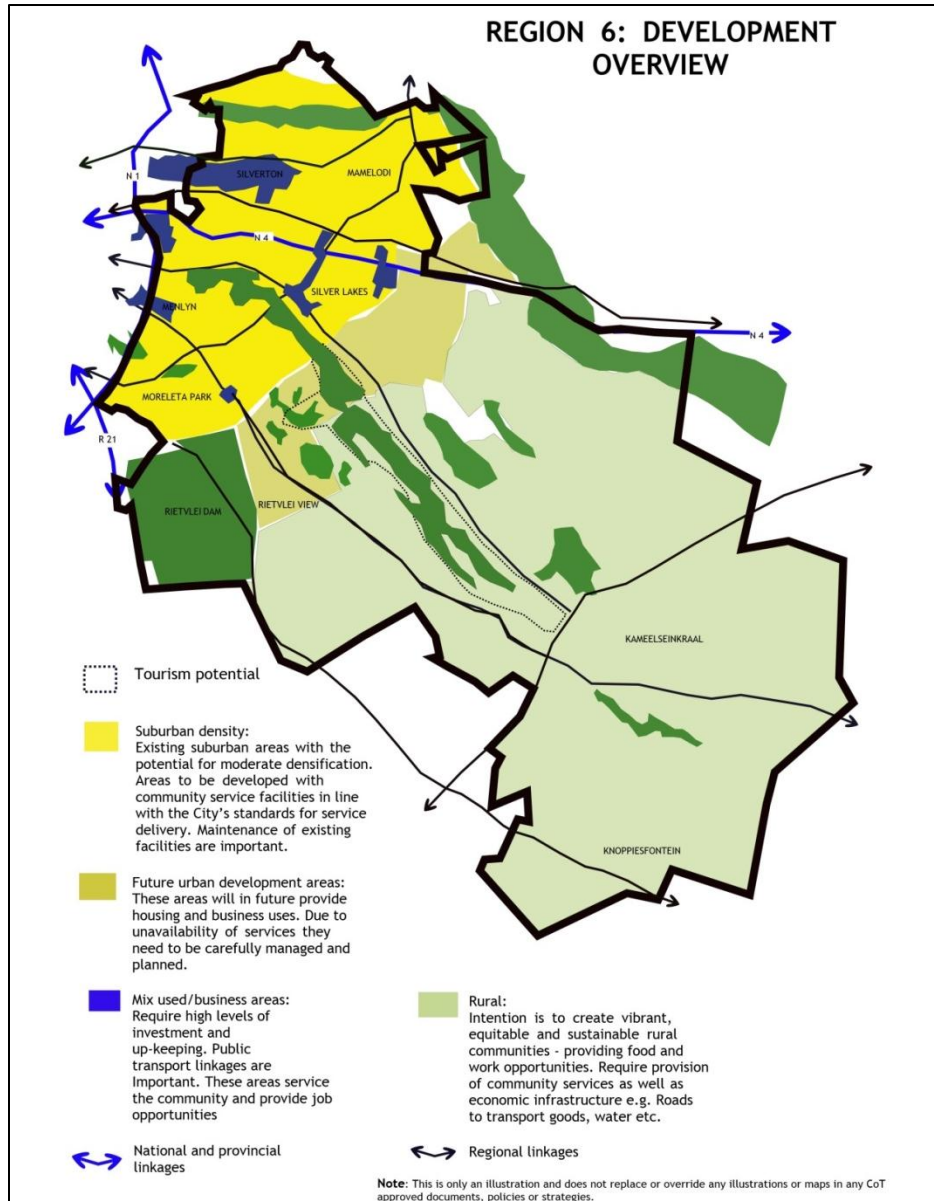 REGION 6: DEVELOPMENT
OVERVIEW
SILVERTON
MAMELODI
N 1
N 4
SILVER LAKES
MENLYN
N 4
MORELETA PARK
R 21
RIETVLEI DAM
RIETVLEI VIEW
KAMEELSEINKRAAL
KNOPPIESFONTEIN
Tourism potential
Suburban density:
Existing suburban areas with the
potential for moderate densification.
Areas to be developed with
community service facilities in line
with the City's standards for service
delivery. Maintenance of existing
facilities are important.
Future urban development areas:
These areas will in future provide
housing and business uses. Due to
unavailability of services they
need to be carefully managed and
planned.
Mix used/business areas:
Require high levels of
investment and
up-keeping. Public
transport linkages are
Important. These areas service
the community and provide job
opportunities
Rural:
Intention is to create vibrant,
equitable and sustainable rural
communities - providing food and
work opportunities. Require provision
of community services as well as
economic infrastructure e.g. Roads
to transport goods, water etc.
National and provincial
linkages
Regional linkages
Note: This is only an illustration and does not replace or override any illustrations or maps in any CoT
approved documents, policies or strategies.